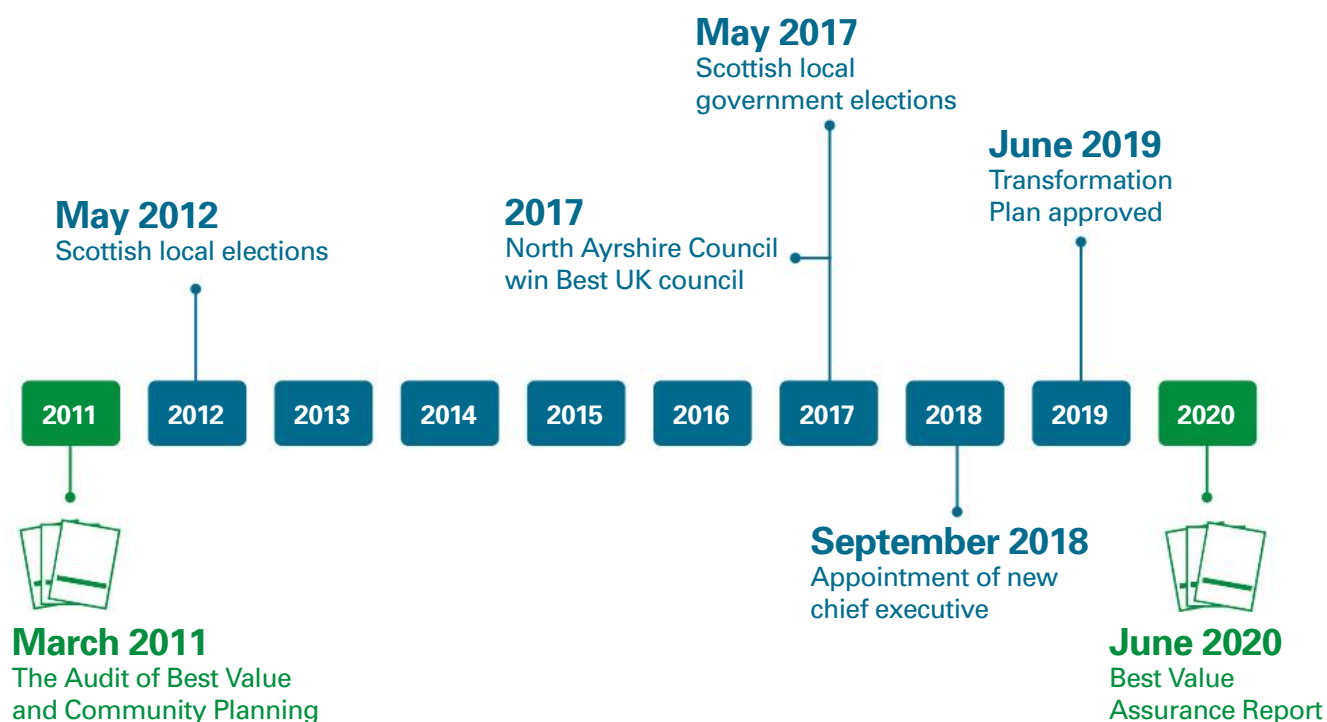 May 2017
Scottish local
government elections
June 2019
Transformation
Plan approved
May 2012
Scottish local elections
2017
North Ayrshire Council
win Best UK council
2011
2012
2013
2014
2015
2016
2017
2018
2019
2020
September 2018
Appointment of new
chief executive
March 2011
The Audit of Best Value
and Community Planning
June 2020
Best Value
Assurance Report